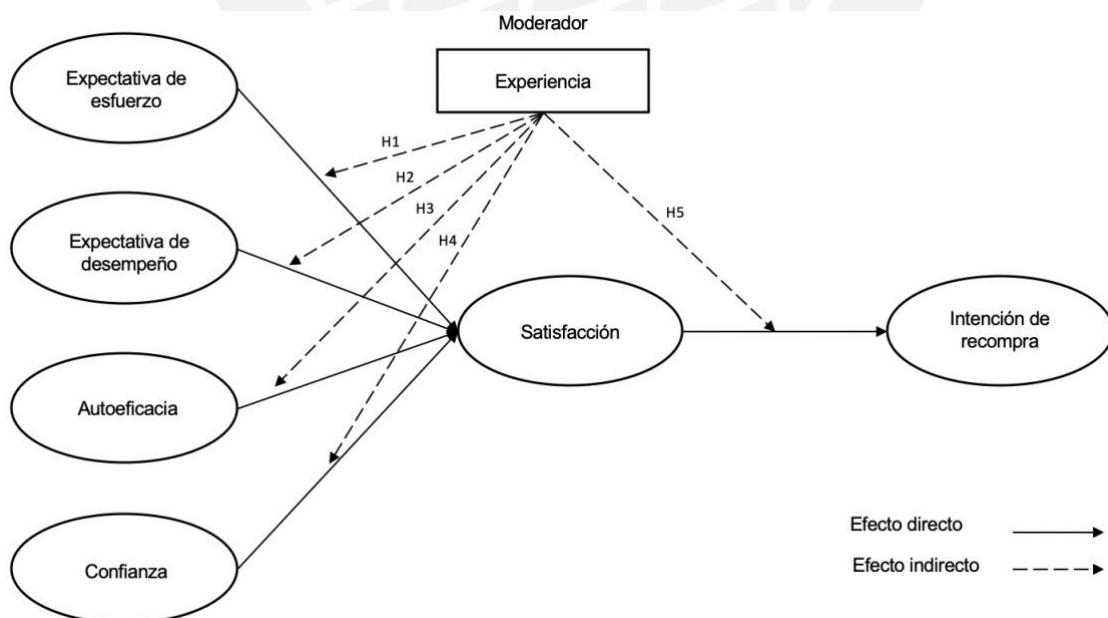 Moderador
Expectativa de
esfuerzo
Experiencia
H1
H2
Expectativa de
desempeño
H3
H4
H5
Satisfacción
Intención de
recompra
Autoeficacia
Efecto directo
Confianza
Efecto indirecto